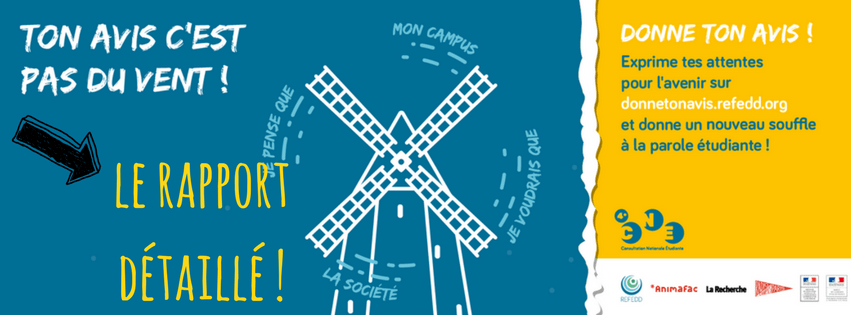 TON AVIS C'EST
PAS DU VENT !
LE RAPPORT
DÉTAILLÉ !
MON CAMPUS
JE PENSE QUE
JE VOUDRAIS QUE
LA SOCIÉTÉ
DONNE TON AVIS !
Exprime tes attentes
pour l'avenir sur
donnetonavis.refedd.org
et donne un nouveau souffle
à la parole étudiante !
4e
CNE
Consultation Nationale Étudiante
REFEDD
*Animafac
La Recherche